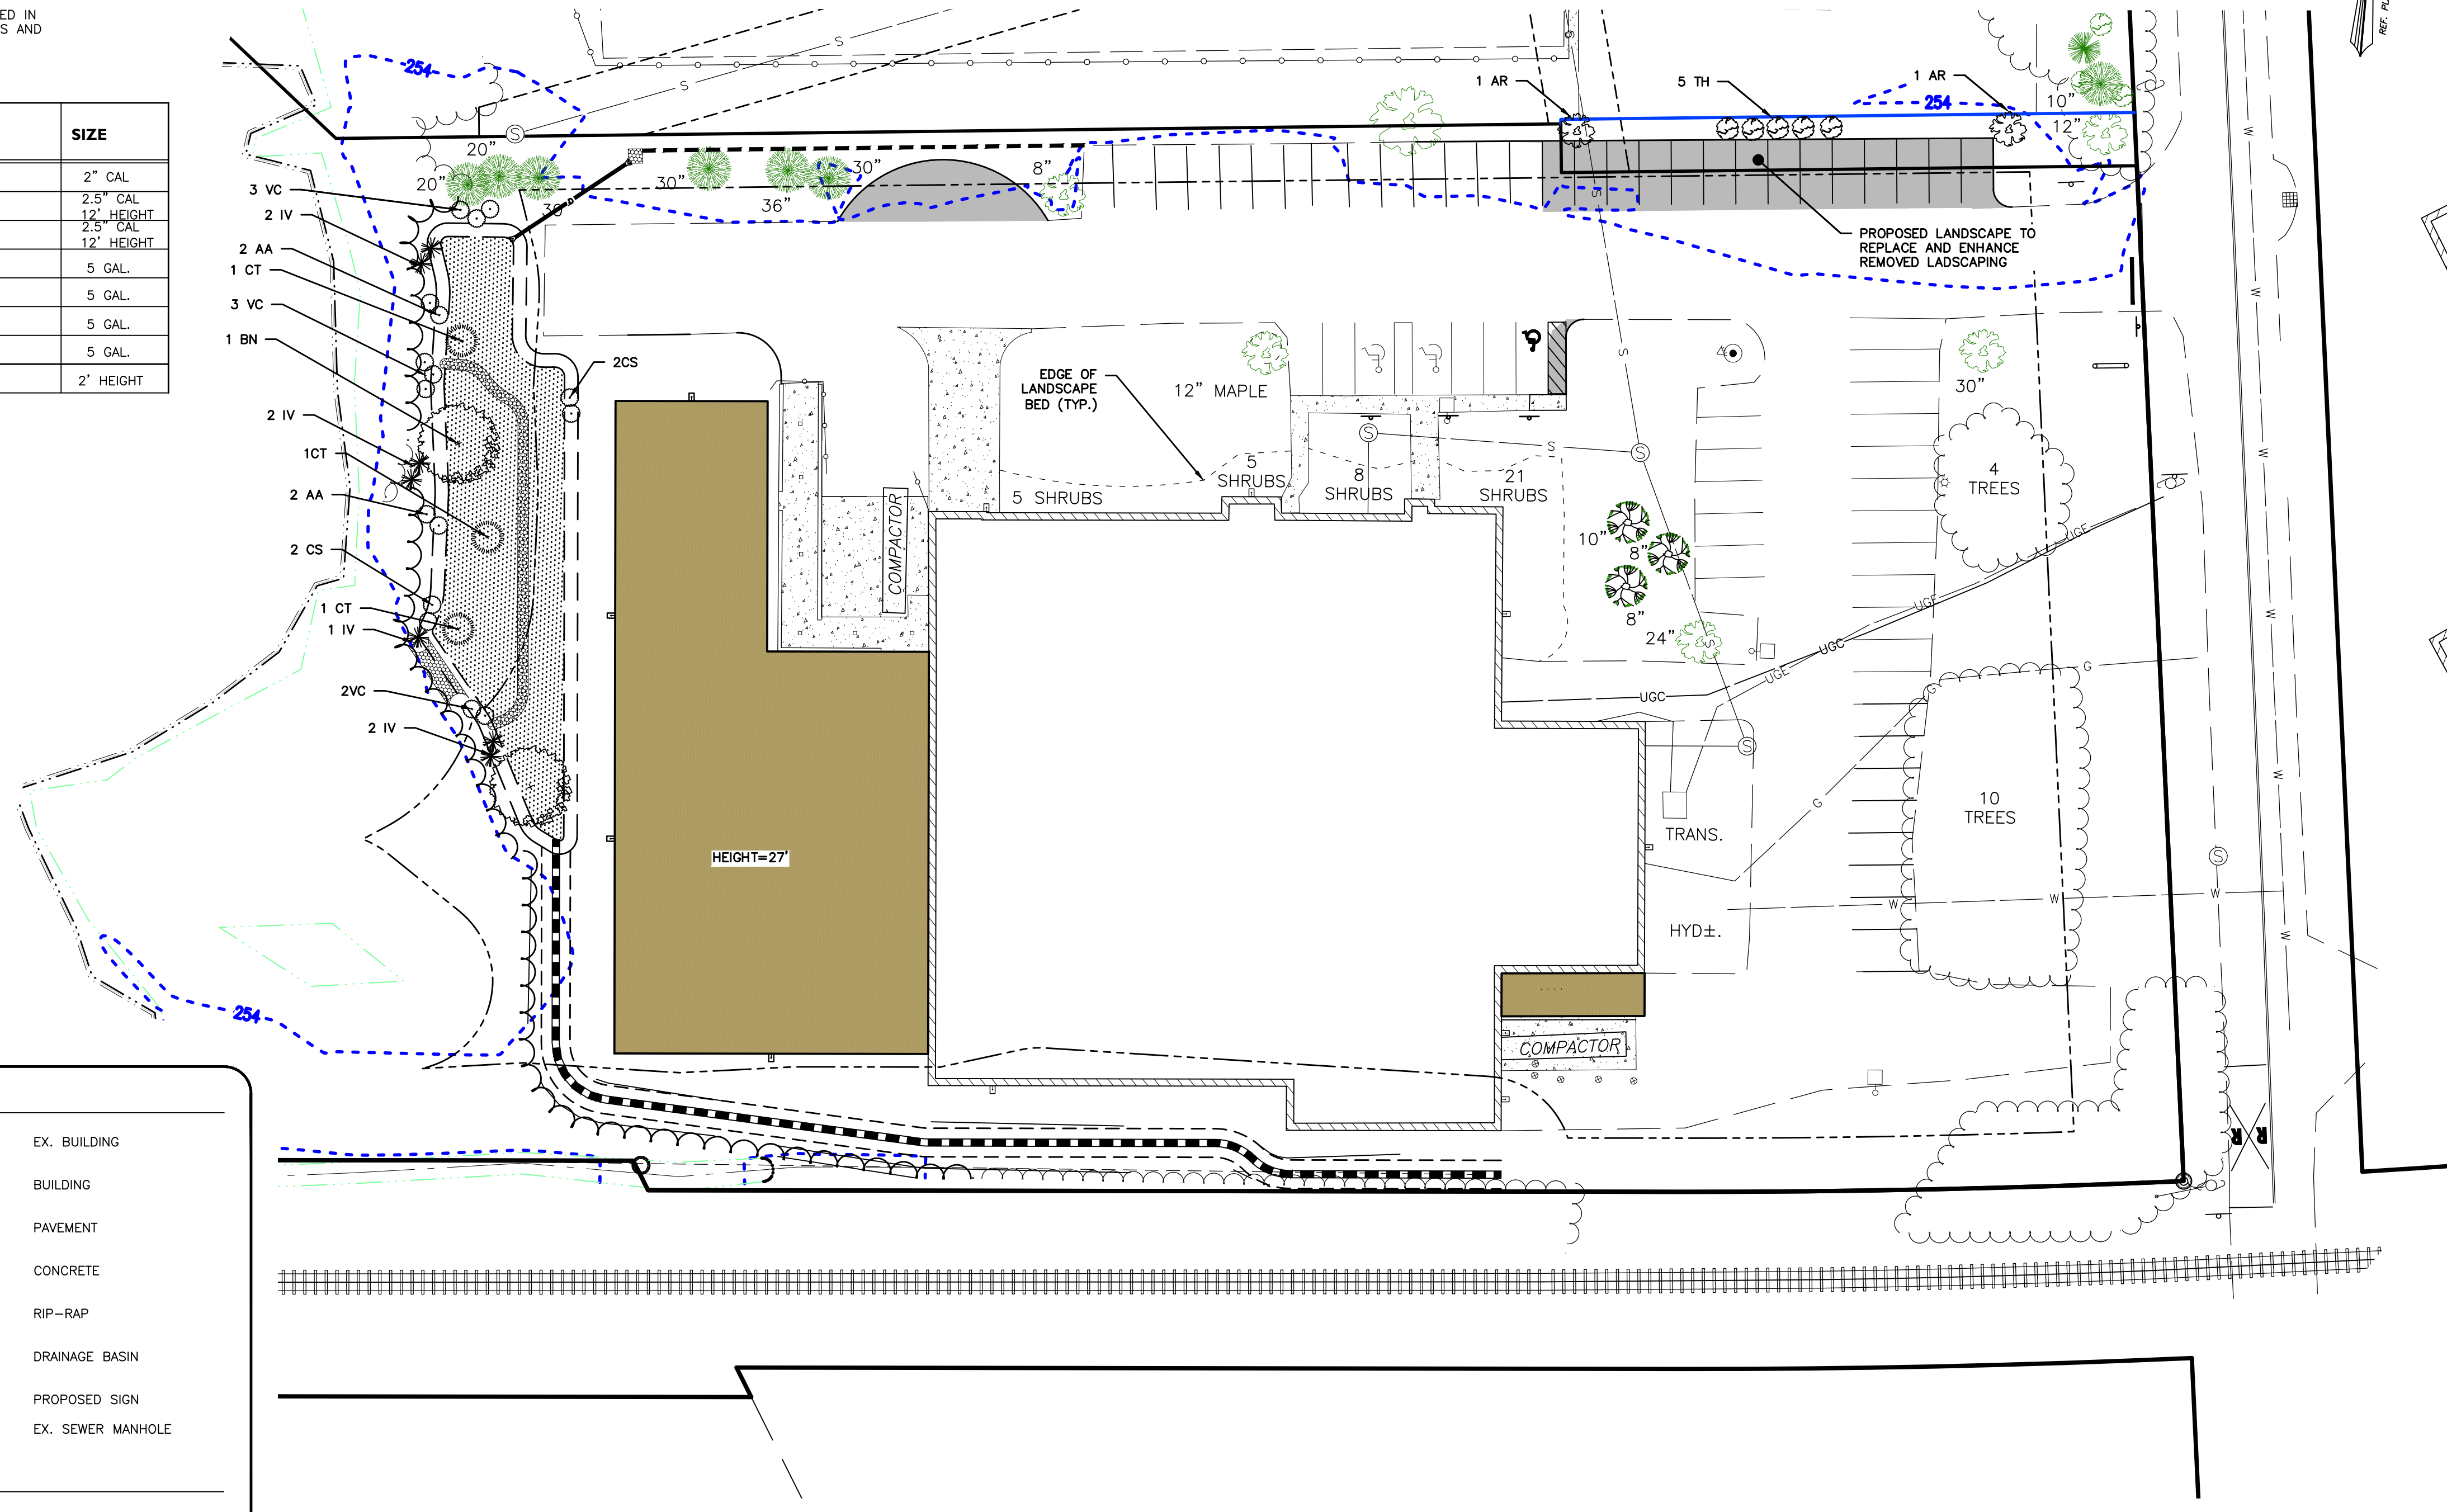 ED IN
S AND
SIZE
2" CAL
2.5" CAL
12' HEIGHT
2.5" CAL
12' HEIGHT
5 GAL.
5 GAL.
5 GAL.
5 GAL.
2' HEIGHT
254
S
S
S
20"
20"
30"
30"
36"
30"
8"
1 AR
5 TH
1 AR
254
10"
12"
REF. PL
3 VC
2 IV
2 AA
1 CT
3 VC
1 BN
2 IV
1CT
2 AA
2 CS
1 CT
1 IV
2VC
2 IV
2CS
PROPOSED LANDSCAPE TO
REPLACE AND ENHANCE
REMOVED LADSCAPING
EDGE OF
LANDSCAPE
BED (TYP.)
12" MAPLE
30"
S
S
S
S
S
5 SHRUBS
5
SHRUBS
8
SHRUBS
21
SHRUBS
4
TREES
COMPACTOR
10"
8"
8"
24"
S
UGE
UGE
UGC
UGE
UGC
G
G
G
S
HEIGHT=27'
TRANS.
10
TREES
HYD±.
W
W
W
S
W
W
W
W
W
W
COMPACTOR
254
R
R
EX. BUILDING
BUILDING
PAVEMENT
CONCRETE
RIP-RAP
DRAINAGE BASIN
PROPOSED SIGN
EX. SEWER MANHOLE